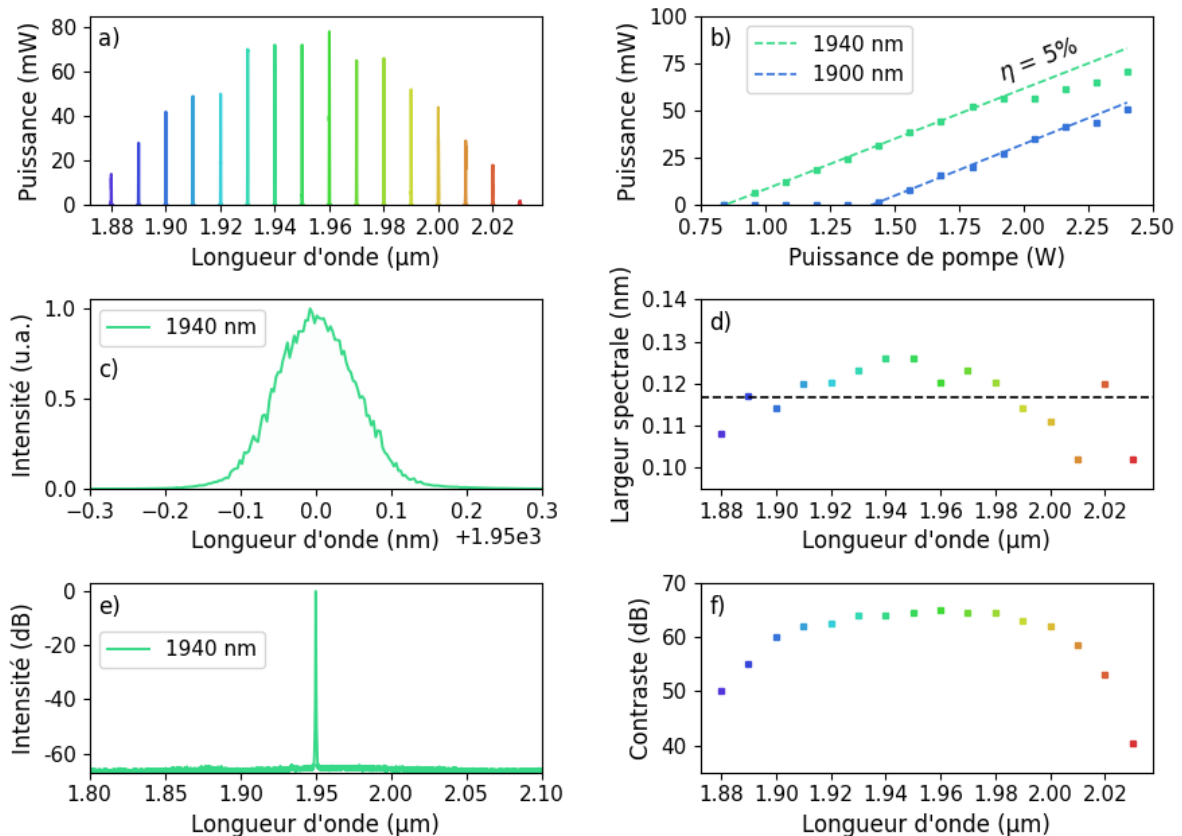 a)
Puissance (mW)
80
60
40
20
0
1.88 1.90 1.92 1.94 1.96 1.98 2.00 2.02
Longueur d'onde (µm)
b)
1940 nm
1900 nm
η = 5%
Puissance (mW)
100
75
50
25
0
0.75 1.00 1.25 1.50 1.75 2.00 2.25 2.50
Puissance de pompe (W)
1940 nm
c)
Intensité (u.a.)
1.0
0.5
0.0
-0.3 -0.2 -0.1 0.0 0.1 0.2 0.3
Longueur d'onde (nm) +1.95e3
d)
Largeur spectrale (nm)
0.14
0.13
0.12
0.11
0.10
1.88 1.90 1.92 1.94 1.96 1.98 2.00 2.02
Longueur d'onde (µm)
e)
1940 nm
Intensité (dB)
0
-20
-40
-60
1.80 1.85 1.90 1.95 2.00 2.05 2.10
Longueur d'onde (µm)
f)
Contraste (dB)
70
60
50
40
1.88 1.90 1.92 1.94 1.96 1.98 2.00 2.02
Longueur d'onde (µm)